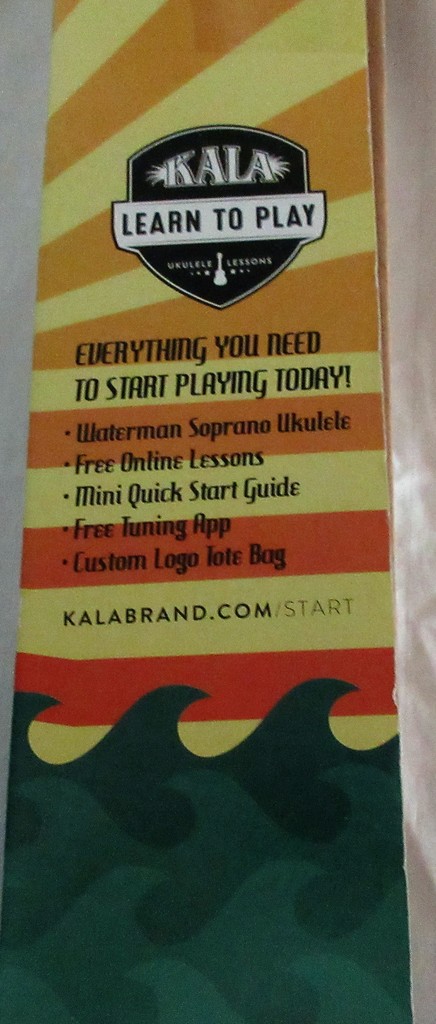 KALA
LEARN TO PLAY
UKULELE LESSONS
EVERYTHING YOU NEED
TO START PLAYING TODAY!
• Waterman Soprano Ukulele
• Free Online Lessons
• Mini Quick Start Guide
• Free Tuning App
• Custom Logo Tote Bag
KALABRAND.COM/START